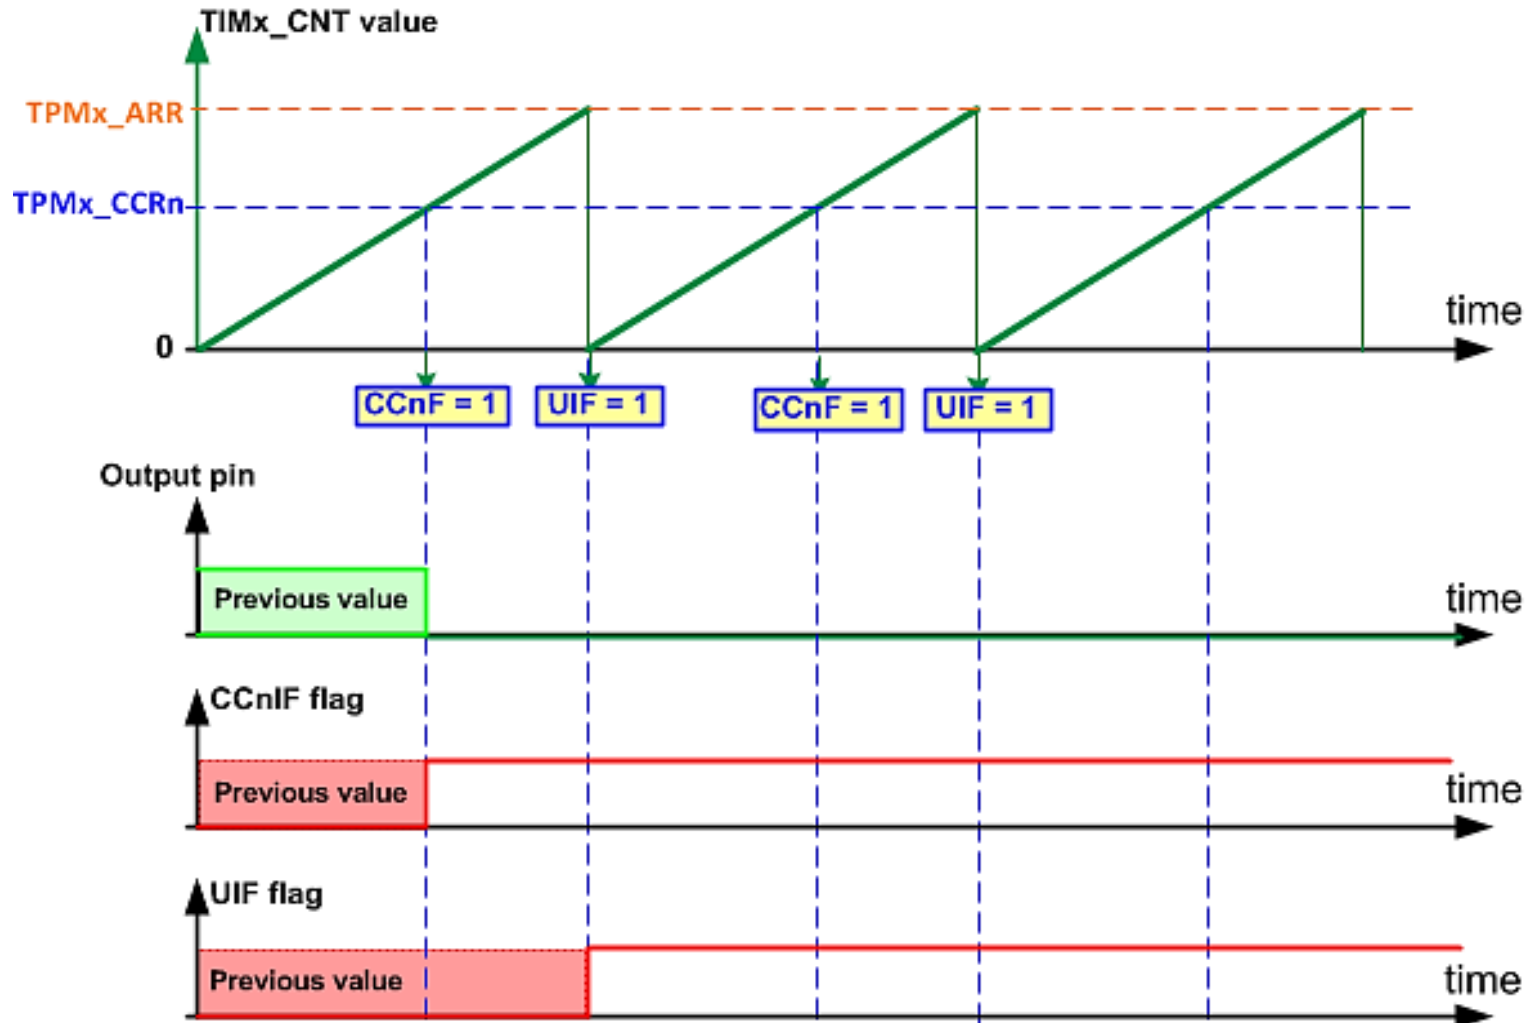 TIMx_CNT value
TPMx_ARR
TPMx_CCRn
time
0
CCnF = 1
UIF = 1
CCnF = 1
UIF = 1
Output pin
Previous value
time
CCnIF flag
Previous value
time
UIF flag
Previous value
time